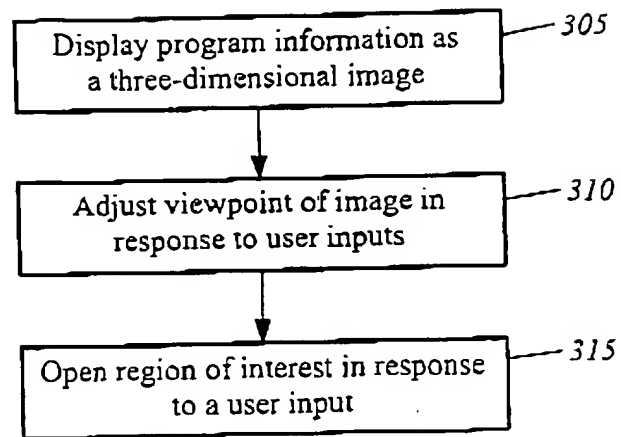 Display program information as
a three-dimensional image
305
Adjust viewpoint of image in
response to user inputs
310
Open region of interest in response
to a user input
315